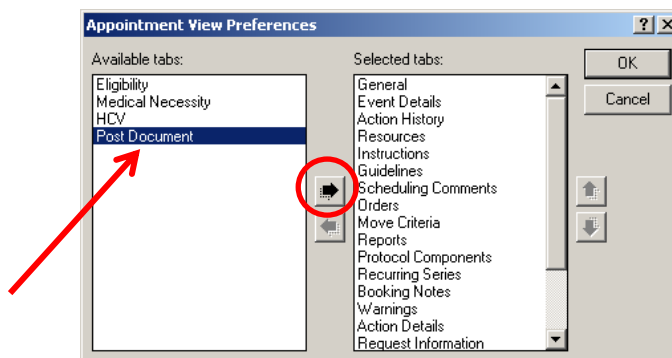 Appointment View Preferences
Available tabs:
Eligibility
Medical Necessity
HCV
Post Document
Selected tabs:
General
Event Details
Action History
Resources
Instructions
Guidelines
Scheduling Comments
Orders
Move Criteria
Reports
Protocol Components
Recurring Series
Booking Notes
Warnings
Action Details
Request Information
OK
Cancel